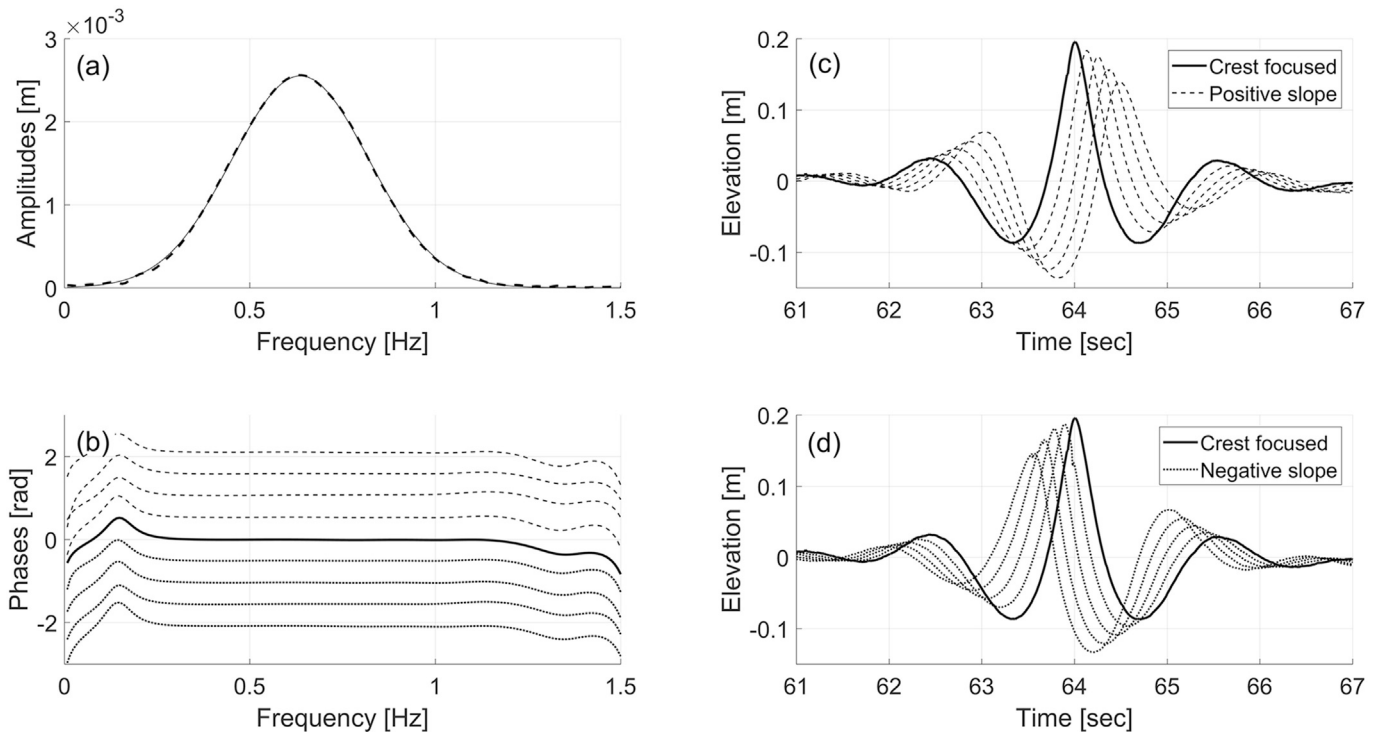 ×10⁻³
3
2
1
0
Amplitudes [m]
(a)
0
0.5
1
1.5
Frequency [Hz]
0.2
0.1
0
-0.1
Elevation [m]
(c)
Crest focused
Positive slope
61
62
63
64
65
66
67
Time [sec]
2
0
-2
Phases [rad]
(b)
0
0.5
1
1.5
Frequency [Hz]
0.2
0.1
0
-0.1
Elevation [m]
(d)
Crest focused
Negative slope
61
62
63
64
65
66
67
Time [sec]